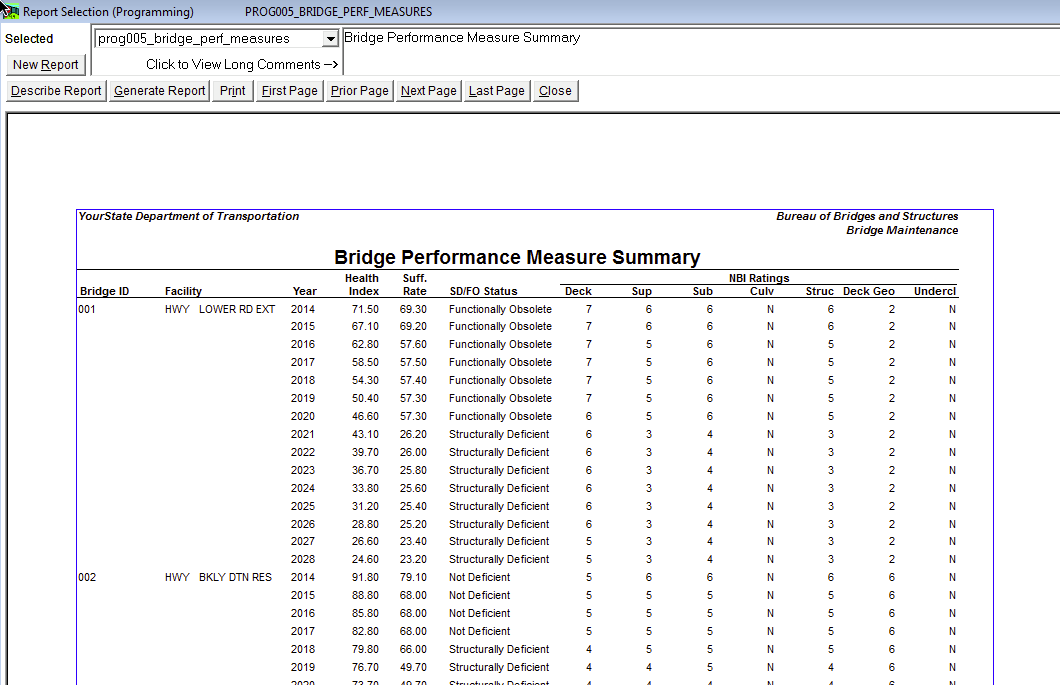 Report Selection (Programming) PROG005_BRIDGE_PERF_MEASURES
Selected prog005_bridge_perf_measures Bridge Performance Measure Summary
New Report Click to View Long Comments -->
Describe Report Generate Report Print First Page Prior Page Next Page Last Page Close
YourState Department of Transportation Bureau of Bridges and Structures
Bridge Maintenance
Bridge Performance Measure Summary
Health Suff. NBI Ratings
Bridge ID Facility Year Index Rate SD/FO Status Deck Sup Sub Culv Struc Deck Geo Undercl
001 HWY LOWER RD EXT 2014 71.50 69.30 Functionally Obsolete 7 6 6 N 6 2 N
2015 67.10 69.20 Functionally Obsolete 7 6 6 N 6 2 N
2016 62.80 57.60 Functionally Obsolete 7 5 6 N 5 2 N
2017 58.50 57.50 Functionally Obsolete 7 5 6 N 5 2 N
2018 54.30 57.40 Functionally Obsolete 7 5 6 N 5 2 N
2019 50.40 57.30 Functionally Obsolete 7 5 6 N 5 2 N
2020 46.60 57.30 Functionally Obsolete 6 5 6 N 5 2 N
2021 43.10 26.20 Structurally Deficient 6 3 4 N 3 2 N
2022 39.70 26.00 Structurally Deficient 6 3 4 N 3 2 N
2023 36.70 25.80 Structurally Deficient 6 3 4 N 3 2 N
2024 33.80 25.60 Structurally Deficient 6 3 4 N 3 2 N
2025 31.20 25.40 Structurally Deficient 6 3 4 N 3 2 N
2026 28.80 25.20 Structurally Deficient 6 3 4 N 3 2 N
2027 26.60 23.40 Structurally Deficient 5 3 4 N 3 2 N
2028 24.60 23.20 Structurally Deficient 5 3 4 N 3 2 N
002 HWY BKLY DTN RES 2014 91.80 79.10 Not Deficient 5 6 6 N 6 6 N
2015 88.80 68.00 Not Deficient 5 5 5 N 5 6 N
2016 85.80 68.00 Not Deficient 5 5 5 N 5 6 N
2017 82.80 68.00 Not Deficient 5 5 5 N 5 6 N
2018 79.80 66.00 Structurally Deficient 4 5 5 N 5 6 N
2019 76.70 49.70 Structurally Deficient 4 4 5 N 4 6 N
2020 73.70 49.70 Structurally Deficient 4 4 5 N 4 6 N